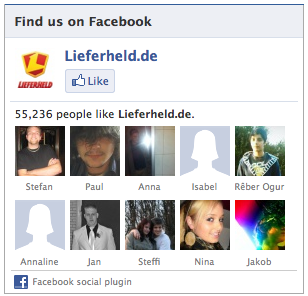 Find us on Facebook
Lieferheld.de
LIEFERHELD
Like
55,236 people like Lieferheld.de.
Stefan Paul Anna Isabel Rêber Ogur
Annaline Jan Steffi Nina Jakob
Facebook social plugin